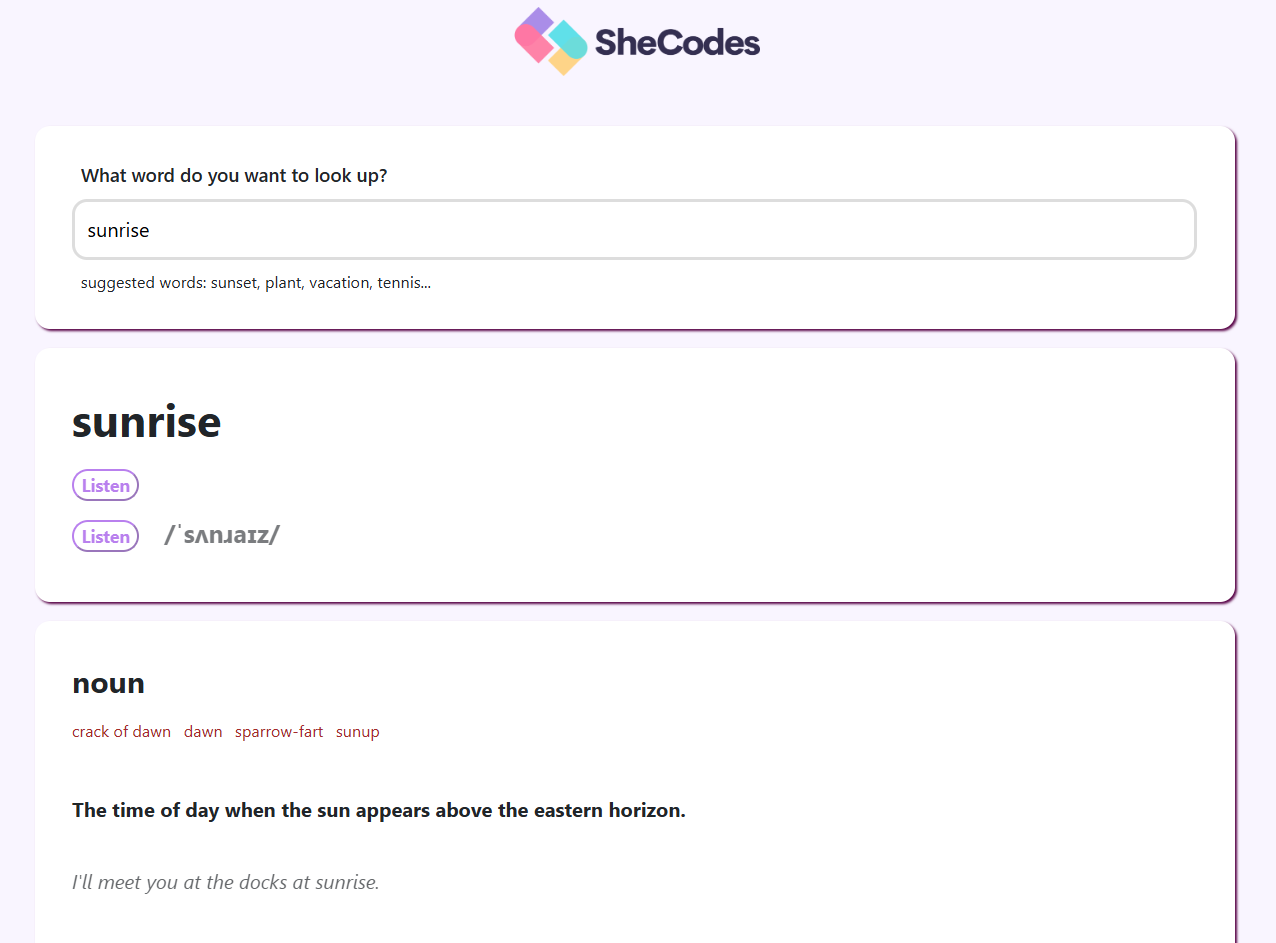 SheCodes
What word do you want to look up?
sunrise
suggested words: sunset, plant, vacation, tennis...
sunrise
Listen
Listen /ˈsʌnɹaɪz/
noun
crack of dawn dawn sparrow-fart sunup
The time of day when the sun appears above the eastern horizon.
I'll meet you at the docks at sunrise.